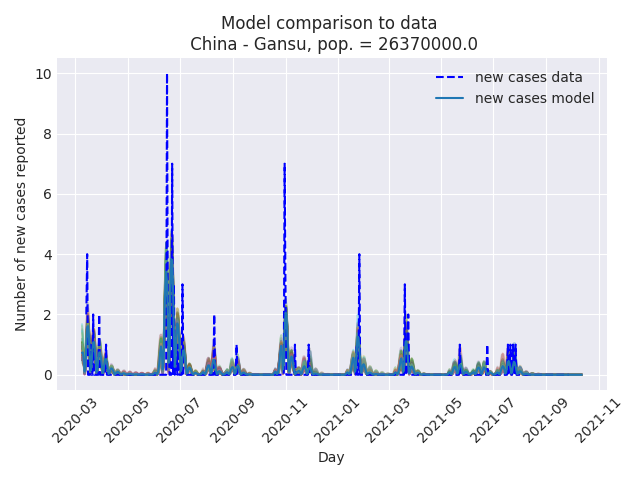 Model comparison to data
China - Gansu, pop. = 26370000.0
new cases data
new cases model
Number of new cases reported
10
8
6
4
2
0
2020-03
2020-05
2020-07
2020-09
2020-11
2021-01
2021-03
2021-05
2021-07
2021-09
2021-11
Day